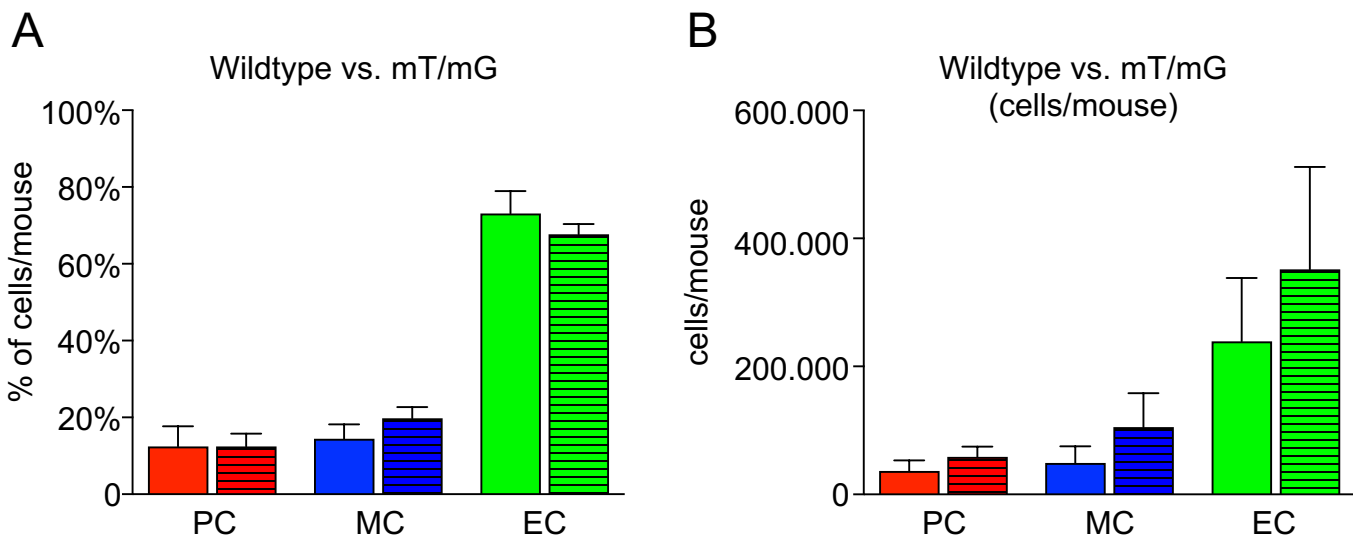 A
Wildtype vs. mT/mG
% of cells/mouse
100%
80%
60%
40%
20%
0
PC
MC
EC
B
Wildtype vs. mT/mG
(cells/mouse)
cells/mouse
600.000
400.000
200.000
0
PC
MC
EC